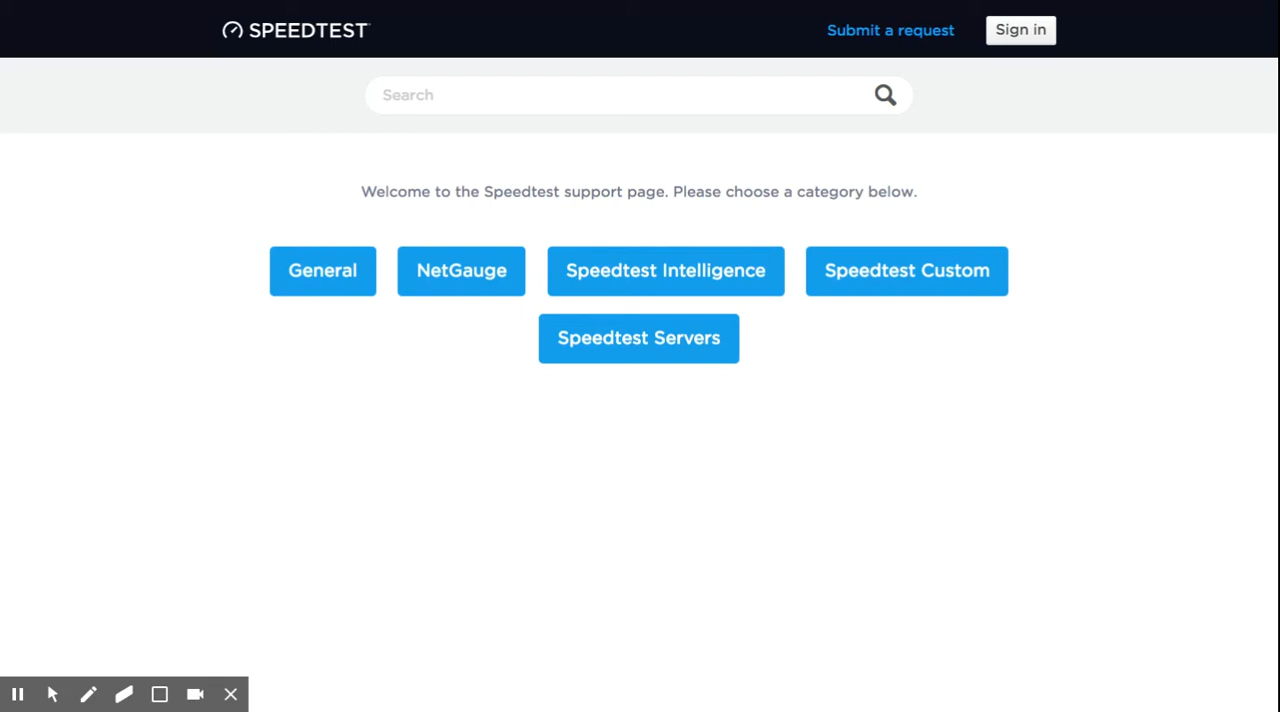 SPEEDTEST
Submit a request
Sign in
Search
Welcome to the Speedtest support page. Please choose a category below.
General
NetGauge
Speedtest Intelligence
Speedtest Custom
Speedtest Servers